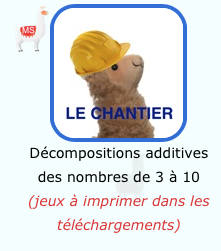 MS
LE CHANTIER
Décompositions additives
des nombres de 3 à 10
(jeux à imprimer dans les
téléchargements)